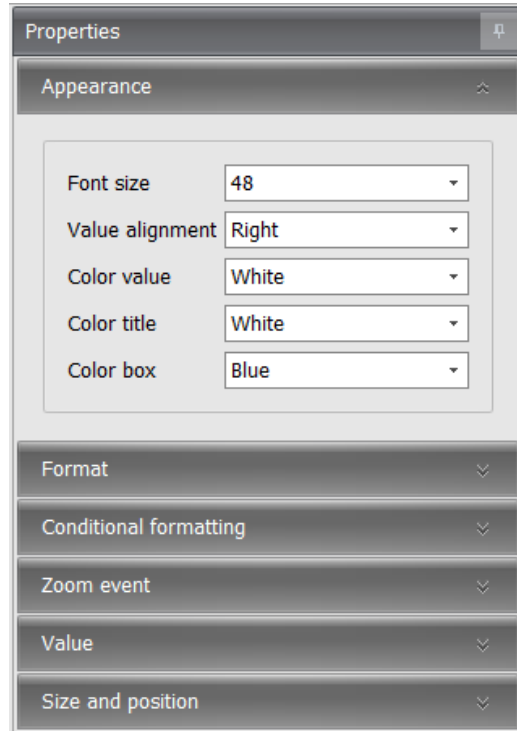 Properties
Appearance
Font size 48
Value alignment Right
Color value White
Color title White
Color box Blue
Format
Conditional formatting
Zoom event
Value
Size and position